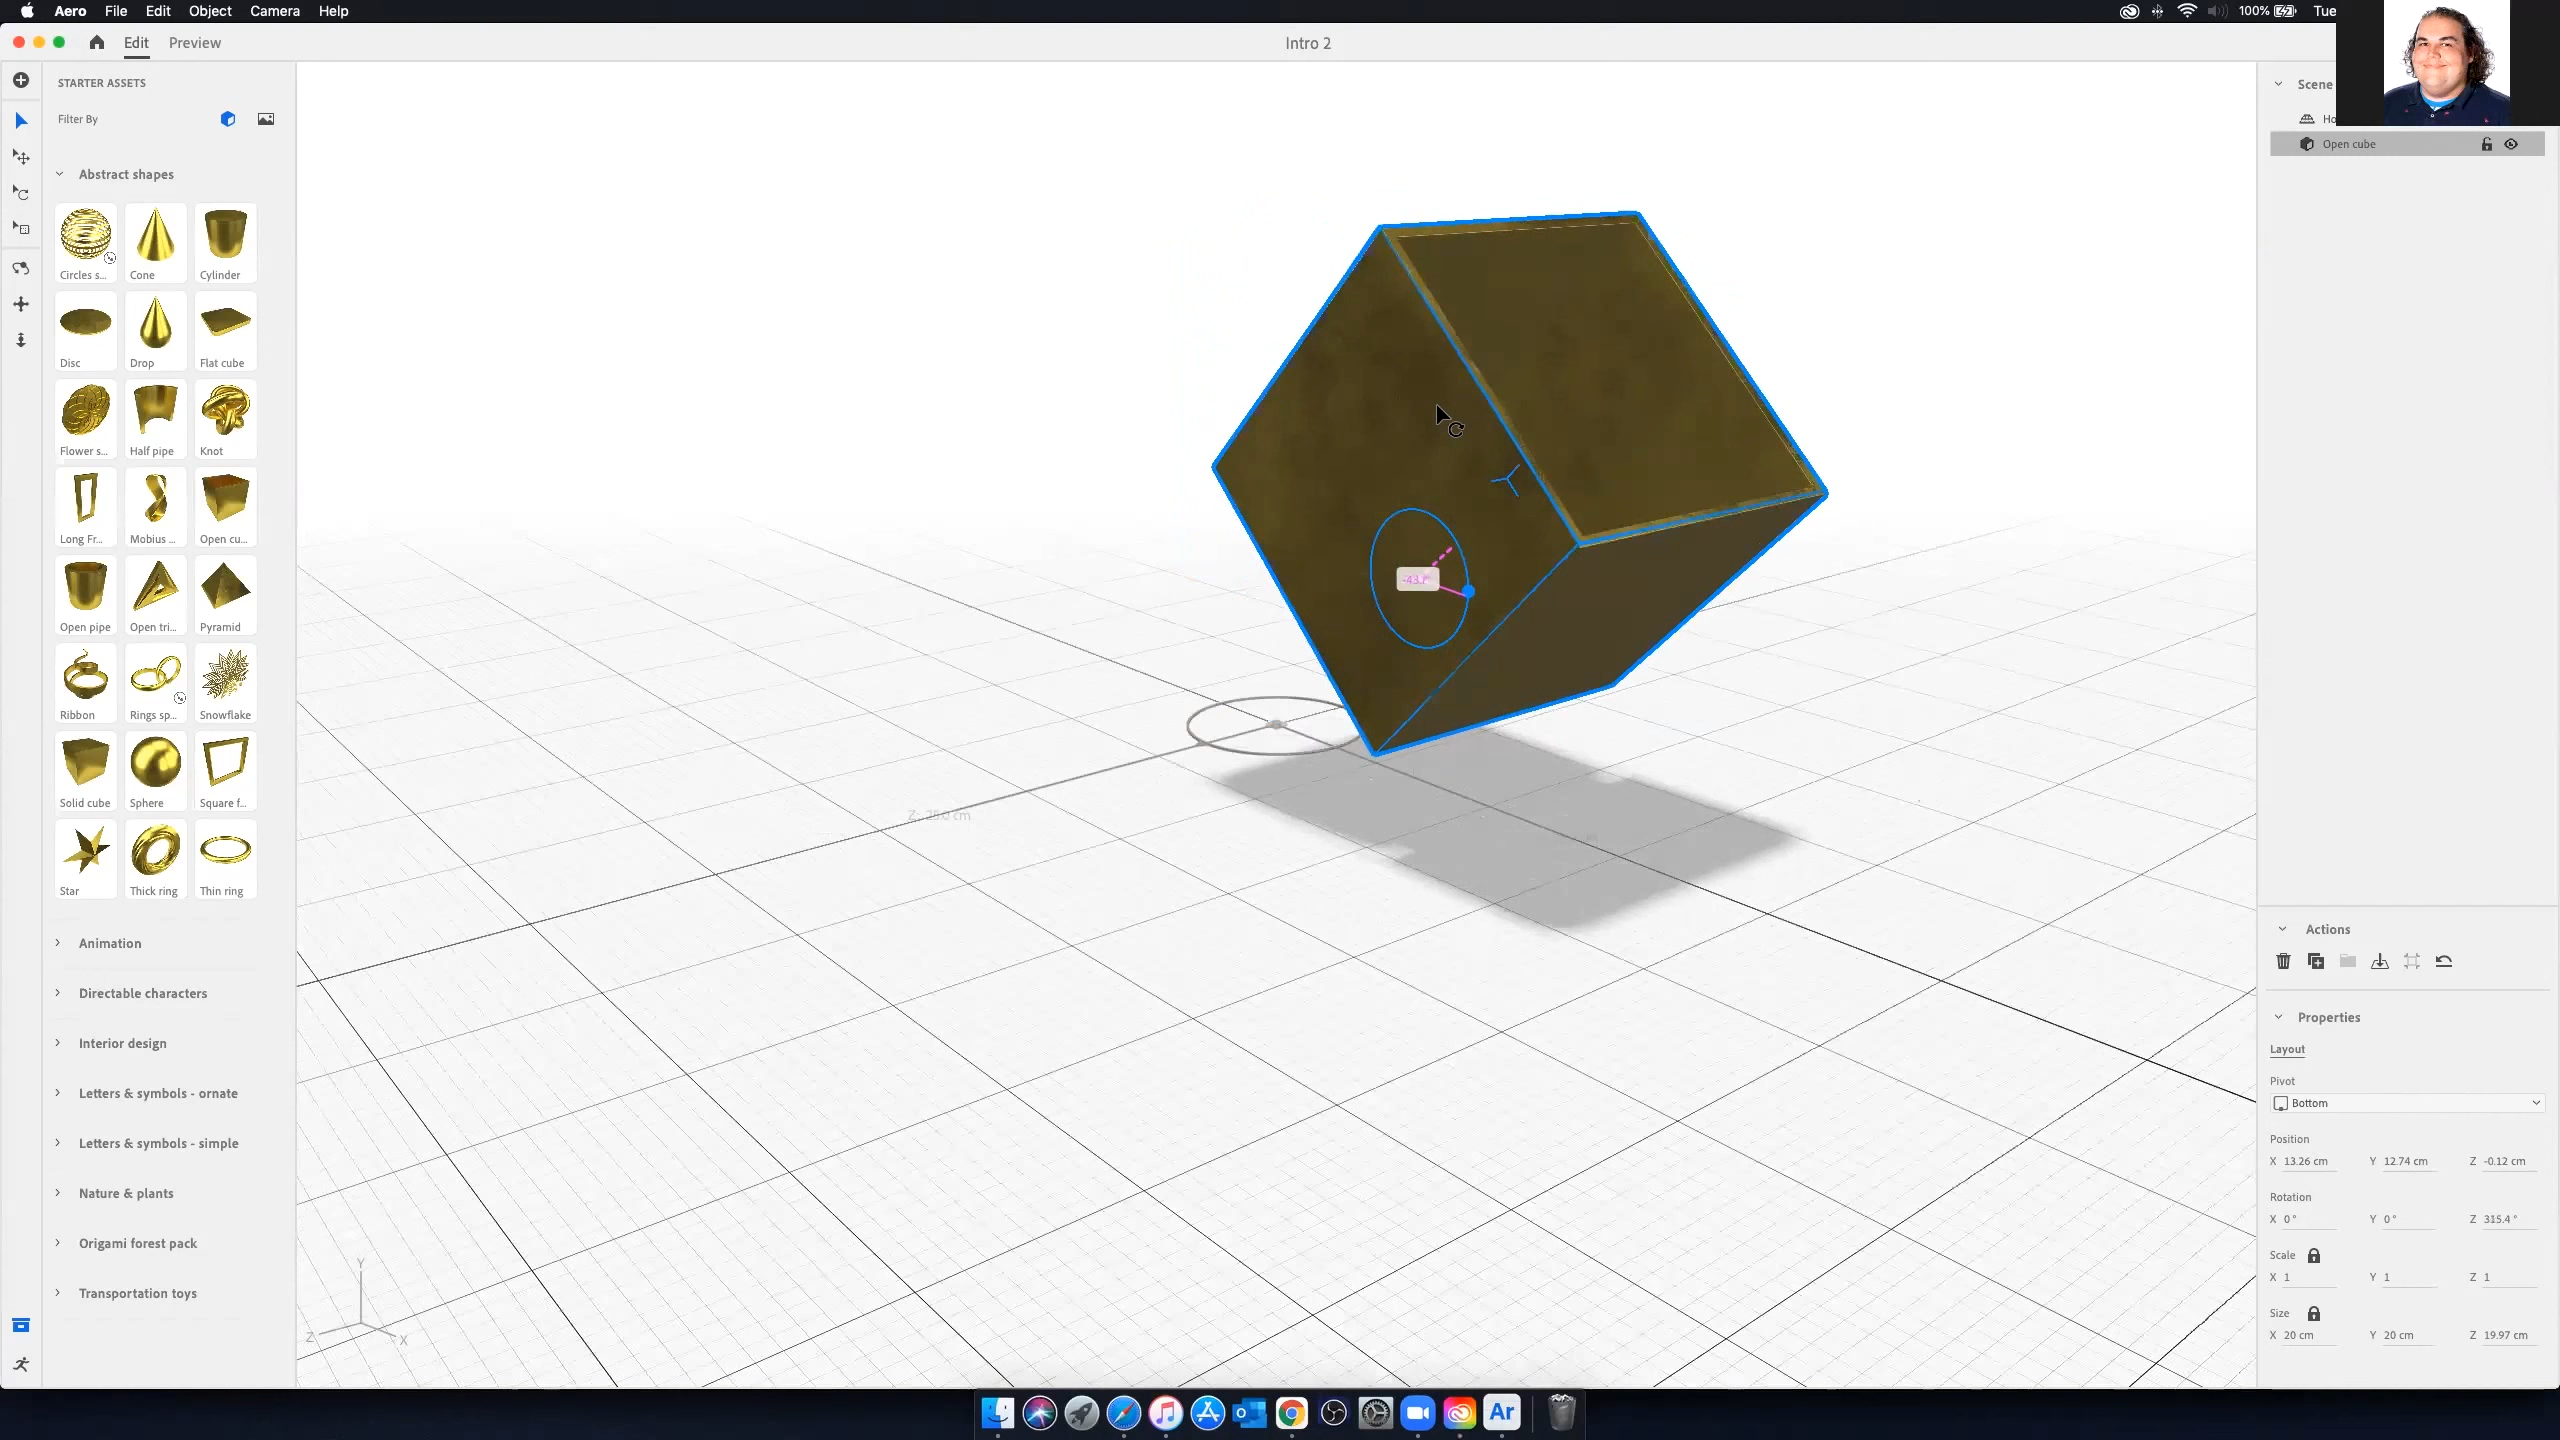 Aero File Edit Object Camera Help
100% Tue
Edit Preview
Intro 2
STARTER ASSETS
Filter By
Abstract shapes
Circles s... Cone Cylinder
Disc Drop Flat cube
Flower s... Half pipe Knot
Long Fr... Mobius ... Open cu...
Open pipe Open tri... Pyramid
Ribbon Rings sp... Snowflake
Solid cube Sphere Square f...
Star Thick ring Thin ring
Animation
Directable characters
Interior design
Letters & symbols - ornate
Letters & symbols - simple
Nature & plants
Origami forest pack
Transportation toys
Y
Z X
Scene
Ho
Open cube
Actions
Properties
Layout
Pivot
Bottom
Position
X 13.26 cm Y 12.74 cm Z -0.12 cm
Rotation
X 0° Y 0° Z 315.4°
Scale
X 1 Y 1 Z 1
Size
X 20 cm Y 20 cm Z 19.97 cm
Ar